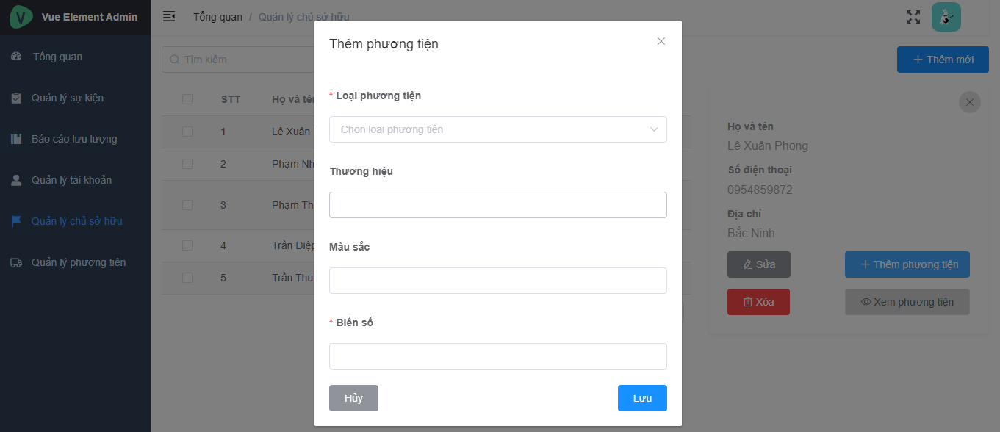 Vue Element Admin
Tổng quan / Quản lý chủ sở hữu
Tổng quan
Quản lý sự kiện
Báo cáo lưu lượng
Quản lý tài khoản
Quản lý chủ sở hữu
Quản lý phương tiện
Tìm kiếm
Thêm mới
STT Họ và tên
1 Lê Xuân
2 Phạm Nh
3 Phạm Th
4 Trần Diệp
5 Trần Thu
Thêm phương tiện
* Loại phương tiện
Chọn loại phương tiện
Thương hiệu
Màu sắc
* Biển số
Hủy Lưu
Họ và tên
Lê Xuân Phong
Số điện thoại
0954859872
Địa chỉ
Bắc Ninh
Sửa Thêm phương tiện
Xóa Xem phương tiện